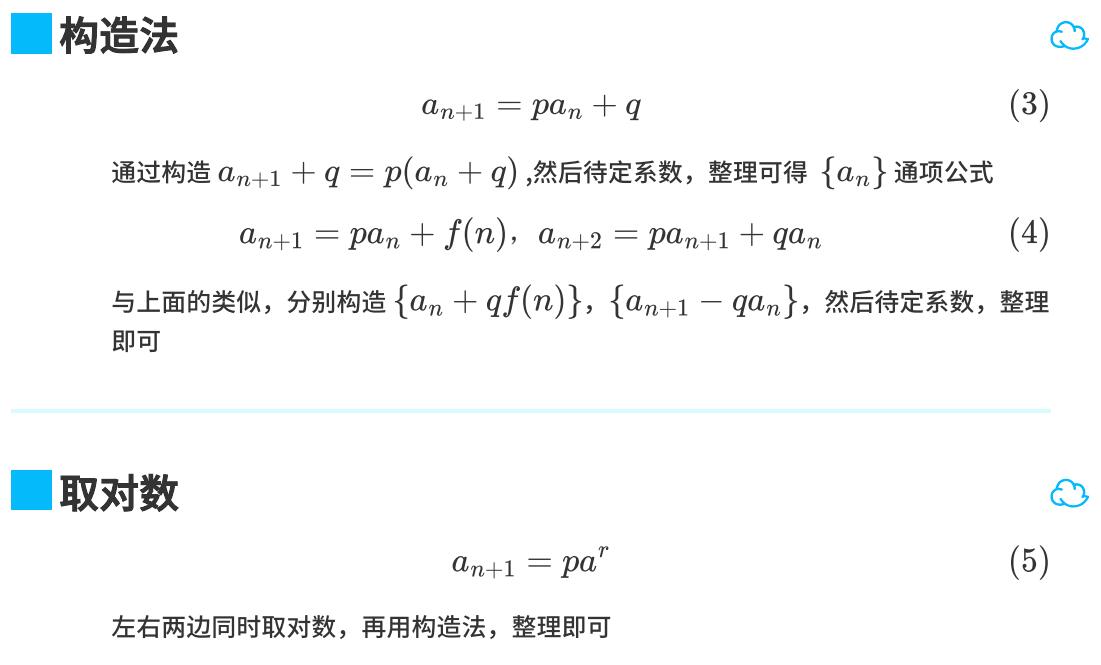 构造法
a_{n+1} = pa_n + q (3)
通过构造 a_{n+1} + q = p(a_n + q) ,然后待定系数，整理可得 {a_n} 通项公式
a_{n+1} = pa_n + f(n)，a_{n+2} = pa_{n+1} + qa_n (4)
与上面的类似，分别构造 {a_n + qf(n)}，{a_{n+1} − qa_n}，然后待定系数，整理
即可
取对数
a_{n+1} = pa^r (5)
左右两边同时取对数，再用构造法，整理即可